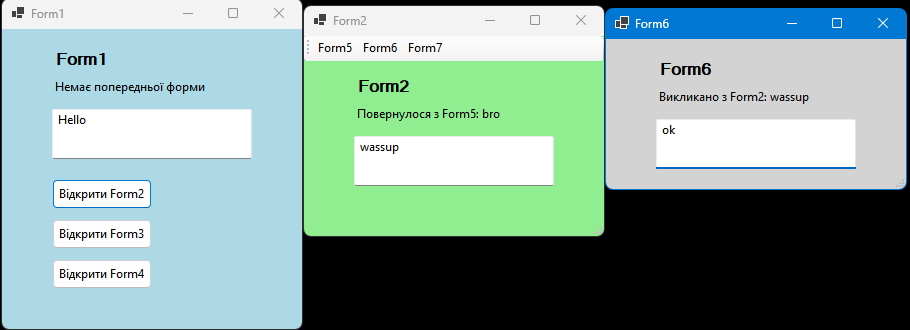 Form1
Form1
Немає попередньої форми
Hello
Відкрити Form2
Відкрити Form3
Відкрити Form4
Form2
Form5 Form6 Form7
Form2
Повернулося з Form5: bro
wassup
Form6
Form6
Викликано з Form2: wassup
ok